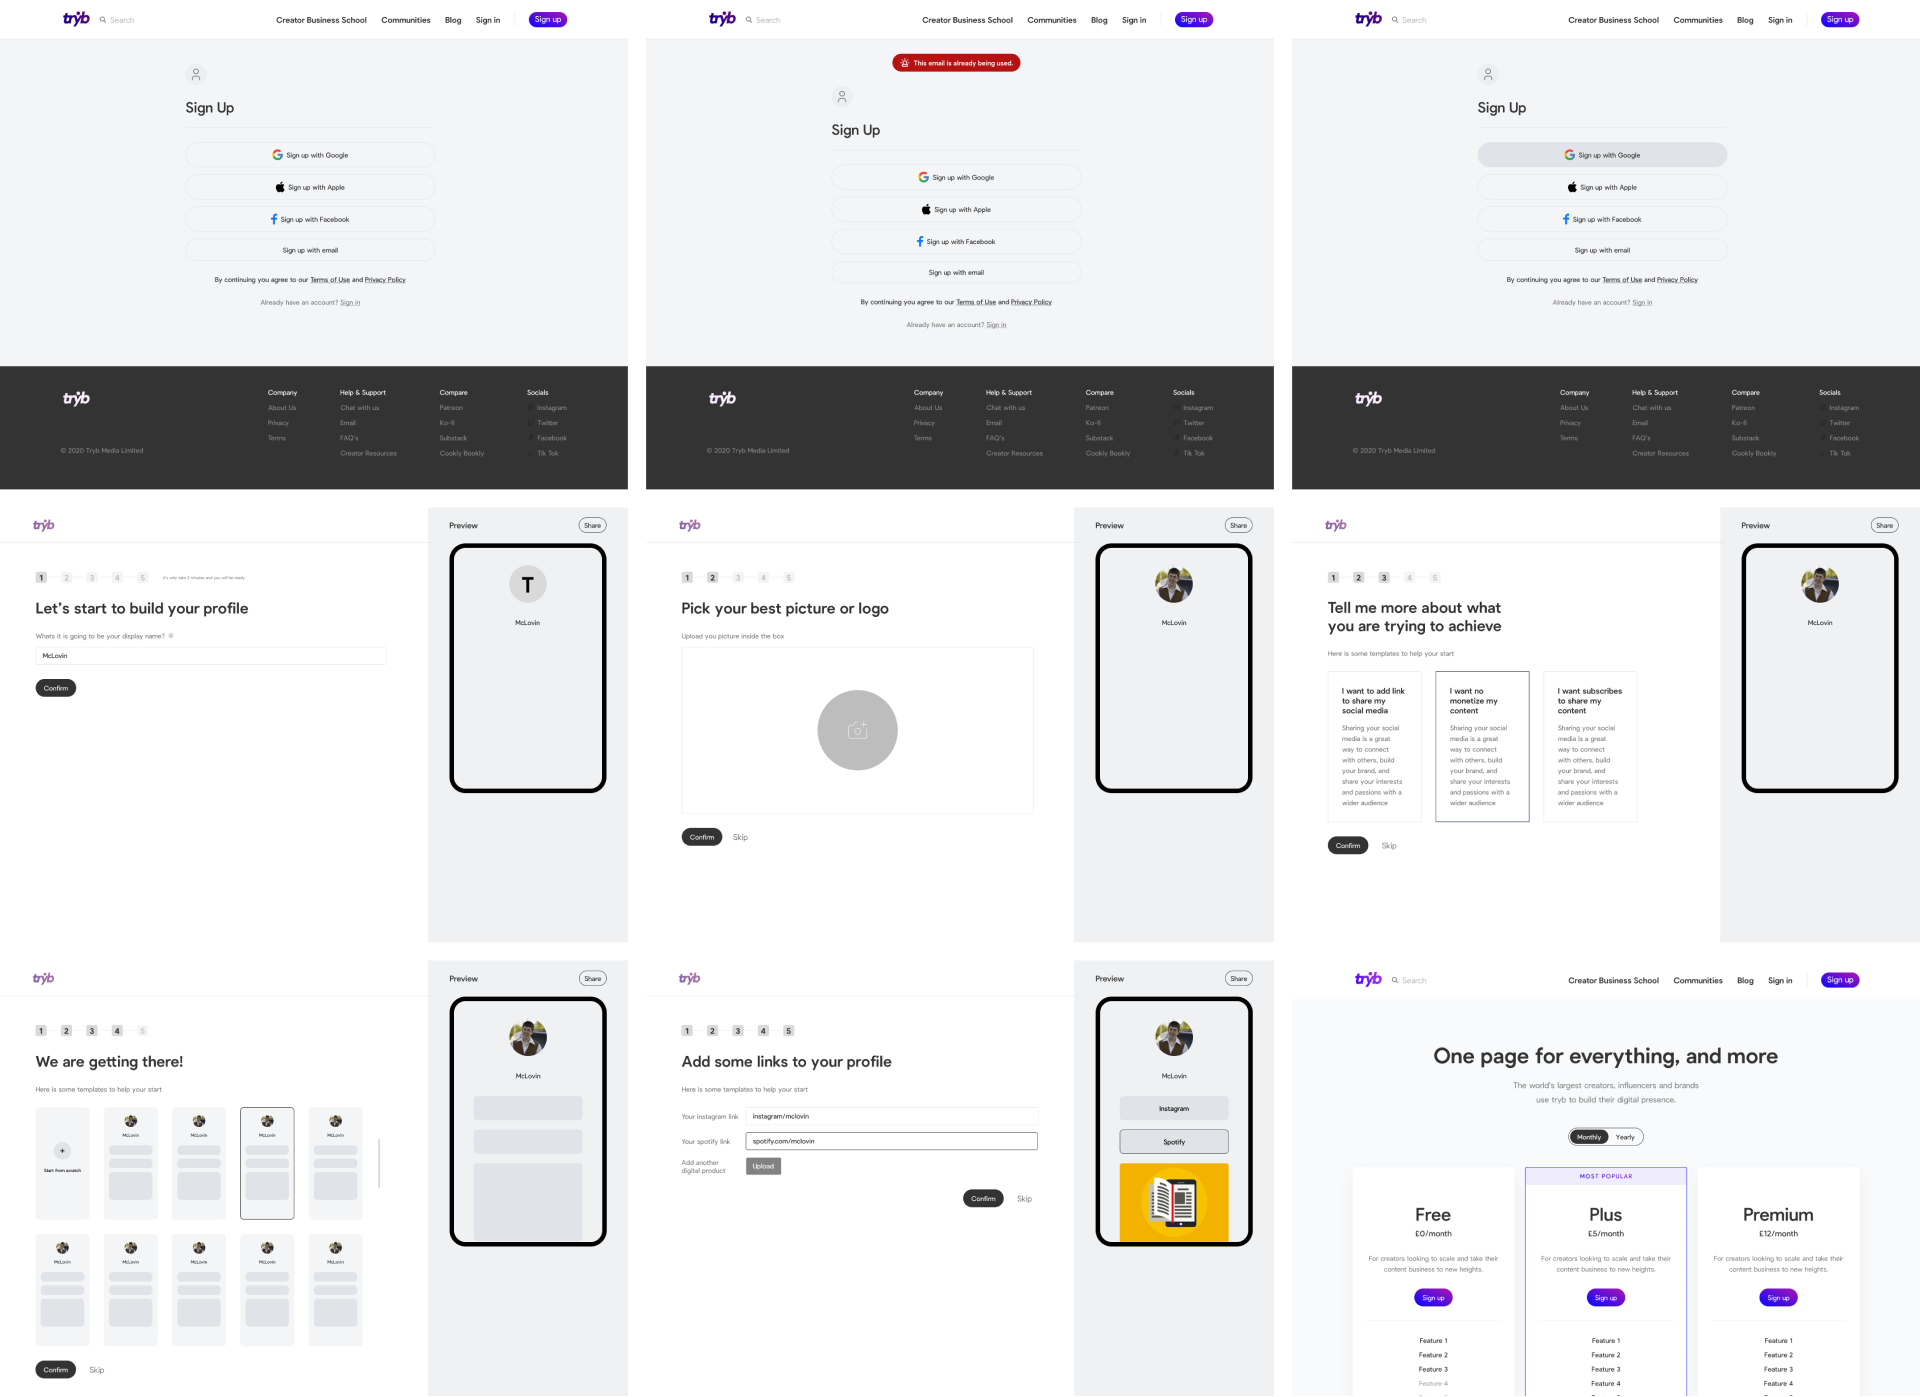 tryb
Search
Creator Business School
Communities
Blog
Sign in
Sign up
Sign Up
Sign up with Google
Sign up with Apple
Sign up with Facebook
Sign up with email
By continuing you agree to our Terms of Use and Privacy Policy
Already have an account? Sign in
tryb
© 2020 Tryb Media Limited
Company
About Us
Privacy
Terms
Help & Support
Chat with us
Email
FAQ's
Creator Resources
Compare
Patreon
Ko-fi
Substack
Cookly Bookly
Socials
Instagram
Twitter
Facebook
Tik Tok
tryb
Search
Creator Business School
Communities
Blog
Sign in
Sign up
This email is already being used.
Sign Up
Sign up with Google
Sign up with Apple
Sign up with Facebook
Sign up with email
By continuing you agree to our Terms of Use and Privacy Policy
Already have an account? Sign in
tryb
© 2020 Tryb Media Limited
Company
About Us
Privacy
Terms
Help & Support
Chat with us
Email
FAQ's
Creator Resources
Compare
Patreon
Ko-fi
Substack
Cookly Bookly
Socials
Instagram
Twitter
Facebook
Tik Tok
tryb
Search
Creator Business School
Communities
Blog
Sign in
Sign up
Sign Up
Sign up with Google
Sign up with Apple
Sign up with Facebook
Sign up with email
By continuing you agree to our Terms of Use and Privacy Policy
Already have an account? Sign in
tryb
© 2020 Tryb Media Limited
Company
About Us
Privacy
Terms
Help & Support
Chat with us
Email
FAQ's
Creator Resources
Compare
Patreon
Ko-fi
Substack
Cookly Bookly
Socials
Instagram
Twitter
Facebook
Tik Tok
tryb
1 2 3 4 5
It's only take 2 minutes and you will be ready
Let's start to build your profile
Whats it is going to be your display name?
McLovin
Confirm
Preview
Share
T
McLovin
tryb
1 2 3 4 5
Pick your best picture or logo
Upload you picture inside the box
Confirm
Skip
Preview
Share
McLovin
tryb
1 2 3 4 5
Tell me more about what
you are trying to achieve
Here is some templates to help your start
I want to add link
to share my
social media
Sharing your social
media is a great
way to connect
with others, build
your brand, and
share your interests
and passions with a
wider audience
I want no
monetize my
content
Sharing your social
media is a great
way to connect
with others, build
your brand, and
share your interests
and passions with a
wider audience
I want subscribes
to share my
content
Sharing your social
media is a great
way to connect
with others, build
your brand, and
share your interests
and passions with a
wider audience
Confirm
Skip
Preview
Share
McLovin
tryb
1 2 3 4 5
We are getting there!
Here is some templates to help your start
+
Start from scratch
McLovin
McLovin
McLovin
McLovin
McLovin
McLovin
McLovin
McLovin
McLovin
Confirm
Skip
Preview
Share
McLovin
tryb
1 2 3 4 5
Add some links to your profile
Here is some templates to help your start
Your instagram link
instagram/mclovin
Your spotify link
spotify.com/mclovin
Add another
digital product
Upload
Confirm
Skip
Preview
Share
McLovin
Instagram
Spotify
tryb
Search
Creator Business School
Communities
Blog
Sign in
Sign up
One page for everything, and more
The world's largest creators, influencers and brands
use tryb to build their digital presence.
Monthly
Yearly
Free
£0/month
For creators looking to scale and take their
content business to new heights.
Sign up
Feature 1
Feature 2
Feature 3
Feature 4
MOST POPULAR
Plus
£5/month
For creators looking to scale and take their
content business to new heights.
Sign up
Feature 1
Feature 2
Feature 3
Feature 4
Premium
£12/month
For creators looking to scale and take their
content business to new heights.
Sign up
Feature 1
Feature 2
Feature 3
Feature 4